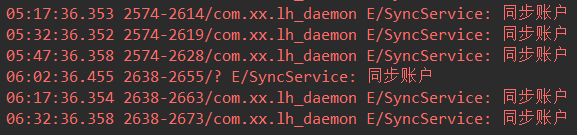 05:17:36.353 2574-2614/com.xx.lh_daemon E/SyncService: 同步账户
05:32:36.352 2574-2619/com.xx.lh_daemon E/SyncService: 同步账户
05:47:36.358 2574-2628/com.xx.lh_daemon E/SyncService: 同步账户
06:02:36.455 2638-2655/? E/SyncService: 同步账户
06:17:36.354 2638-2663/com.xx.lh_daemon E/SyncService: 同步账户
06:32:36.358 2638-2673/com.xx.lh_daemon E/SyncService: 同步账户